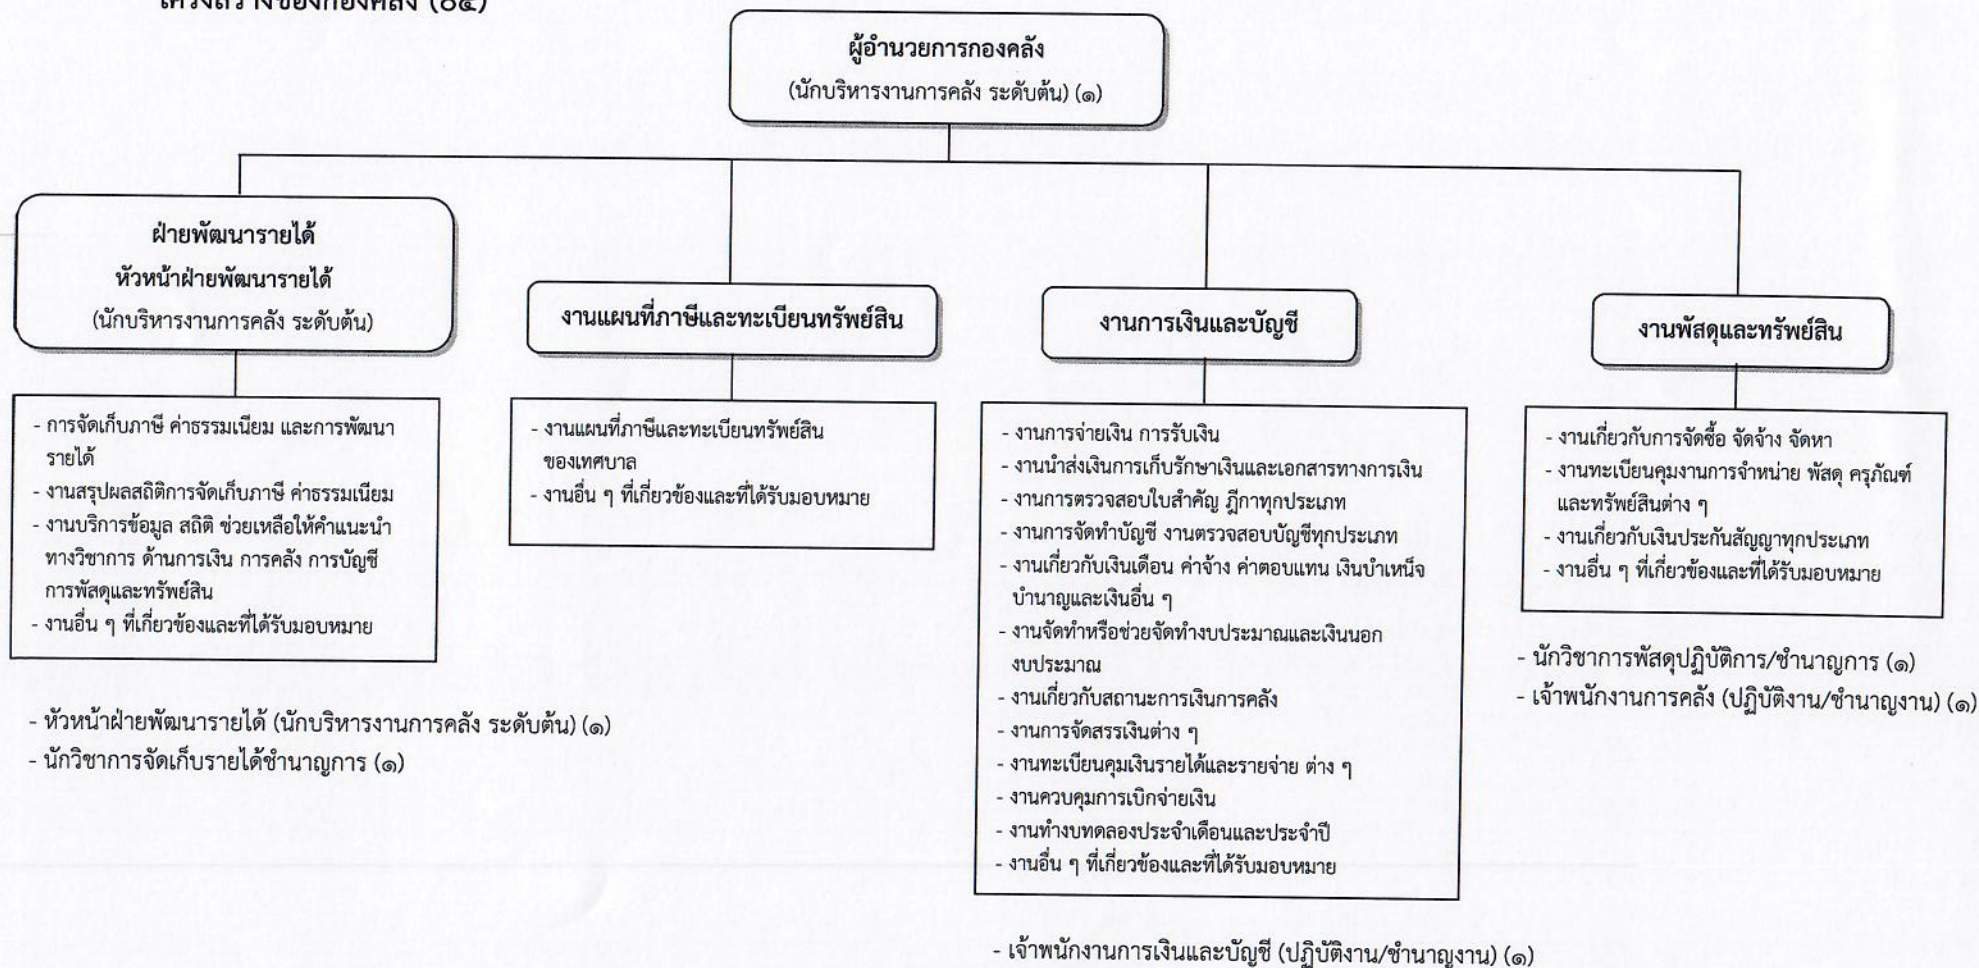 โครงสร้างของกองคลัง (๐๔)
ผู้อำนวยการกองคลัง
(นักบริหารงานการคลัง ระดับต้น) (๑)
ฝ่ายพัฒนารายได้
หัวหน้าฝ่ายพัฒนารายได้
(นักบริหารงานการคลัง ระดับต้น)
- การจัดเก็บภาษี ค่าธรรมเนียม และการพัฒนา
รายได้
- งานสรุปผลสถิติการจัดเก็บภาษี ค่าธรรมเนียม
- งานบริการข้อมูล สถิติ ช่วยเหลือให้คำแนะนำ
ทางวิชาการ ด้านการเงิน การคลัง การบัญชี
การพัสดุและทรัพย์สิน
- งานอื่น ๆ ที่เกี่ยวข้องและที่ได้รับมอบหมาย
- หัวหน้าฝ่ายพัฒนารายได้ (นักบริหารงานการคลัง ระดับต้น) (๑)
- นักวิชาการจัดเก็บรายได้ชำนาญการ (๑)
งานแผนที่ภาษีและทะเบียนทรัพย์สิน
- งานแผนที่ภาษีและทะเบียนทรัพย์สิน
ของเทศบาล
- งานอื่น ๆ ที่เกี่ยวข้องและที่ได้รับมอบหมาย
งานการเงินและบัญชี
- งานการจ่ายเงิน การรับเงิน
- งานนำส่งเงินการเก็บรักษาเงินและเอกสารทางการเงิน
- งานการตรวจสอบใบสำคัญ ฎีกาทุกประเภท
- งานการจัดทำบัญชี งานตรวจสอบบัญชีทุกประเภท
- งานเกี่ยวกับเงินเดือน ค่าจ้าง ค่าตอบแทน เงินบำเหน็จ
บำนาญและเงินอื่น ๆ
- งานจัดทำหรือช่วยจัดทำงบประมาณและเงินนอก
งบประมาณ
- งานเกี่ยวกับสถานะการเงินการคลัง
- งานการจัดสรรเงินต่าง ๆ
- งานทะเบียนคุมเงินรายได้และรายจ่าย ต่าง ๆ
- งานควบคุมการเบิกจ่ายเงิน
- งานทำงบทดลองประจำเดือนและประจำปี
- งานอื่น ๆ ที่เกี่ยวข้องและที่ได้รับมอบหมาย
- เจ้าพนักงานการเงินและบัญชี (ปฏิบัติงาน/ชำนาญงาน) (๑)
งานพัสดุและทรัพย์สิน
- งานเกี่ยวกับการจัดซื้อ จัดจ้าง จัดหา
- งานทะเบียนคุมงานการจำหน่าย พัสดุ ครุภัณฑ์
และทรัพย์สินต่าง ๆ
- งานเกี่ยวกับเงินประกันสัญญาทุกประเภท
- งานอื่น ๆ ที่เกี่ยวข้องและที่ได้รับมอบหมาย
- นักวิชาการพัสดุปฏิบัติการ/ชำนาญการ (๑)
- เจ้าพนักงานการคลัง (ปฏิบัติงาน/ชำนาญงาน) (๑)